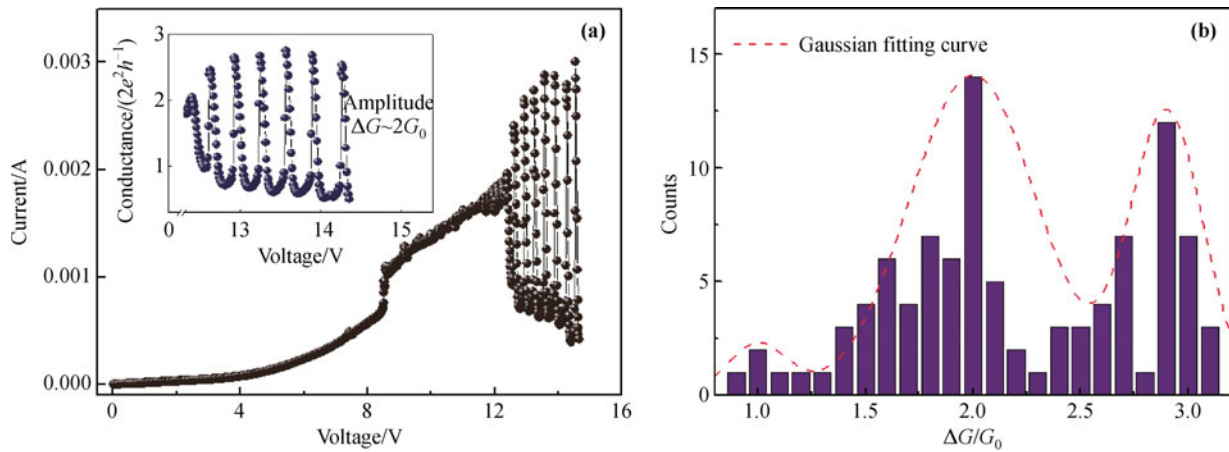 (a)
Current/A
0.003
0.002
0.001
0.000
0
4
8
12
16
Voltage/V
Conductance/(2e²h⁻¹)
3
2
1
0
13
14
15
Voltage/V
Amplitude
ΔG~2G₀
(b)
Gaussian fitting curve
Counts
15
10
5
0
1.0
1.5
2.0
2.5
3.0
ΔG/G₀